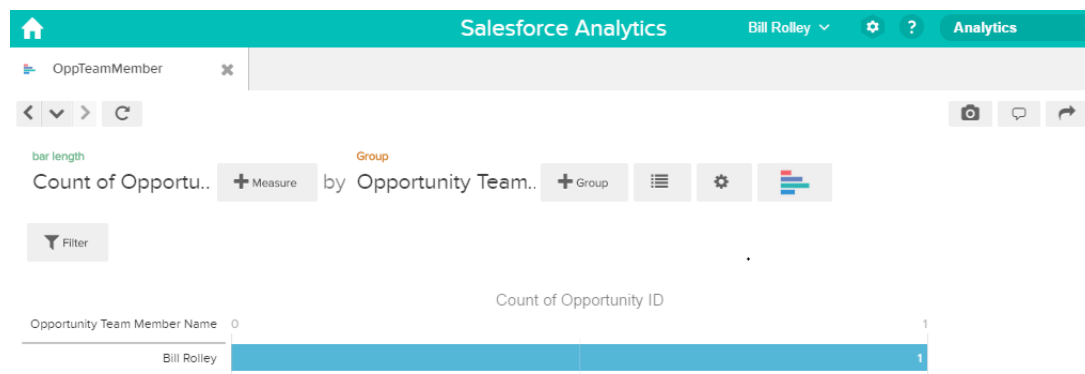 Salesforce Analytics Bill Rolley ? Analytics
OppTeamMember
bar length Group
Count of Opportu.. Measure by Opportunity Team.. Group
Filter
Count of Opportunity ID
Opportunity Team Member Name 0 1
Bill Rolley 1